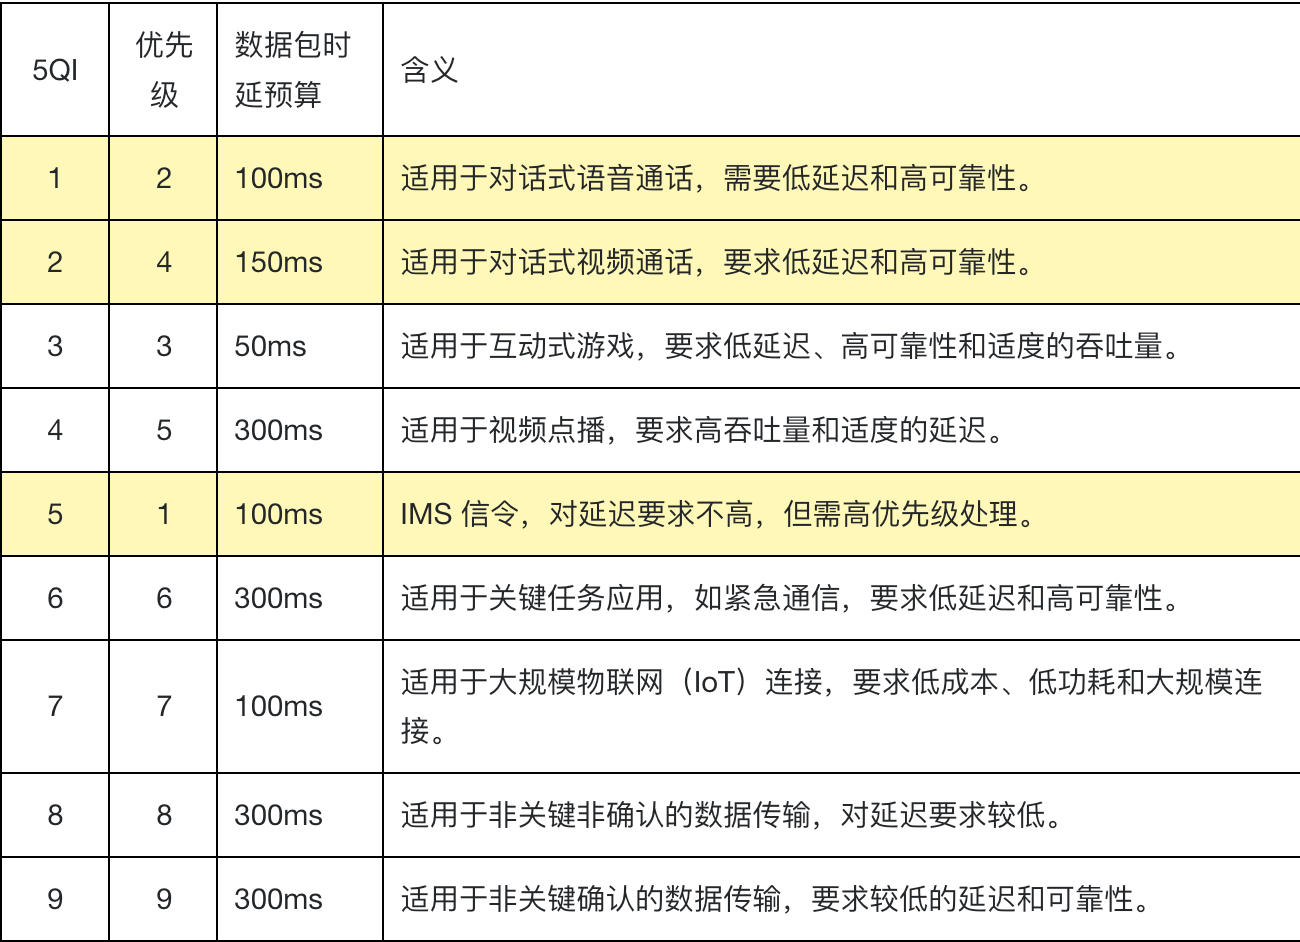 5QI 优先 数据包时 含义
级 延预算
1 2 100ms 适用于对话式语音通话，需要低延迟和高可靠性。
2 4 150ms 适用于对话式视频通话，要求低延迟和高可靠性。
3 3 50ms 适用于互动式游戏，要求低延迟、高可靠性和适度的吞吐量。
4 5 300ms 适用于视频点播，要求高吞吐量和适度的延迟。
5 1 100ms IMS 信令，对延迟要求不高，但需高优先级处理。
6 6 300ms 适用于关键任务应用，如紧急通信，要求低延迟和高可靠性。
7 7 100ms 适用于大规模物联网（IoT）连接，要求低成本、低功耗和大规模连
接。
8 8 300ms 适用于非关键非确认的数据传输，对延迟要求较低。
9 9 300ms 适用于非关键确认的数据传输，要求较低的延迟和可靠性。